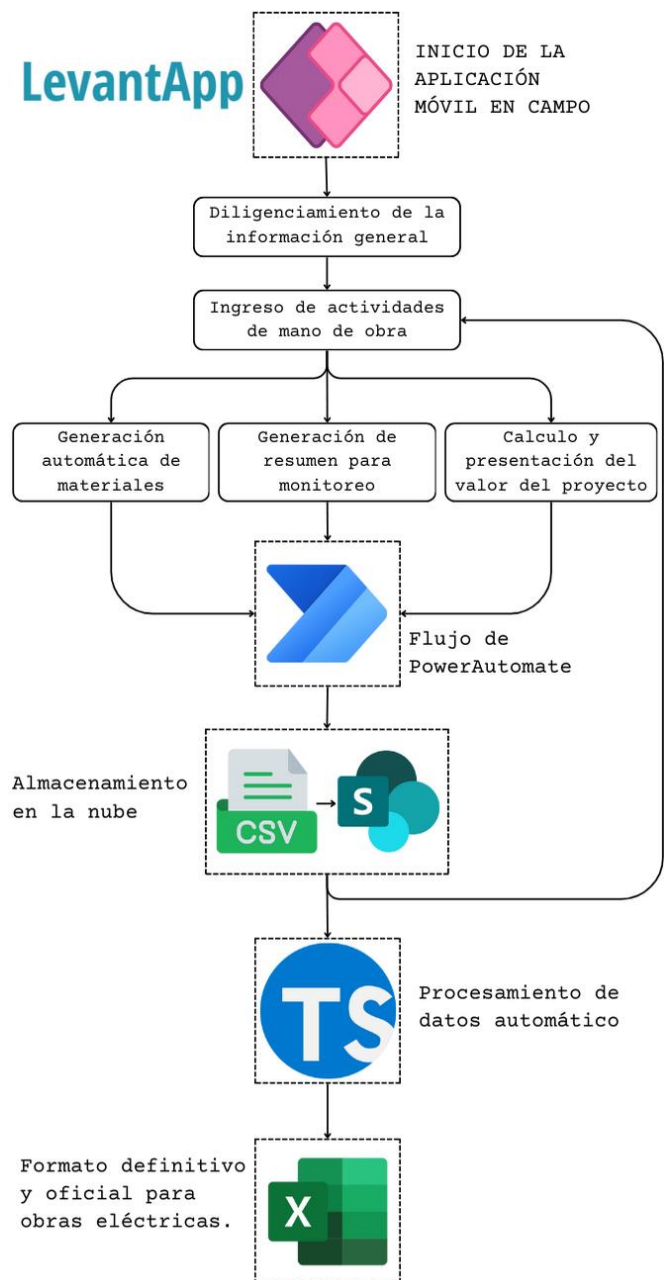 LevantApp
INICIO DE LA
APLICACIÓN
MÓVIL EN CAMPO
Diligenciamiento de la
información general
Ingreso de actividades
de mano de obra
Generación
automática de
materiales
Generación de
resumen para
monitoreo
Calculo y
presentación del
valor del proyecto
Flujo de
PowerAutomate
Almacenamiento
en la nube
CSV
S
TS
Procesamiento de
datos automático
Formato definitivo
y oficial para
obras eléctricas.
X